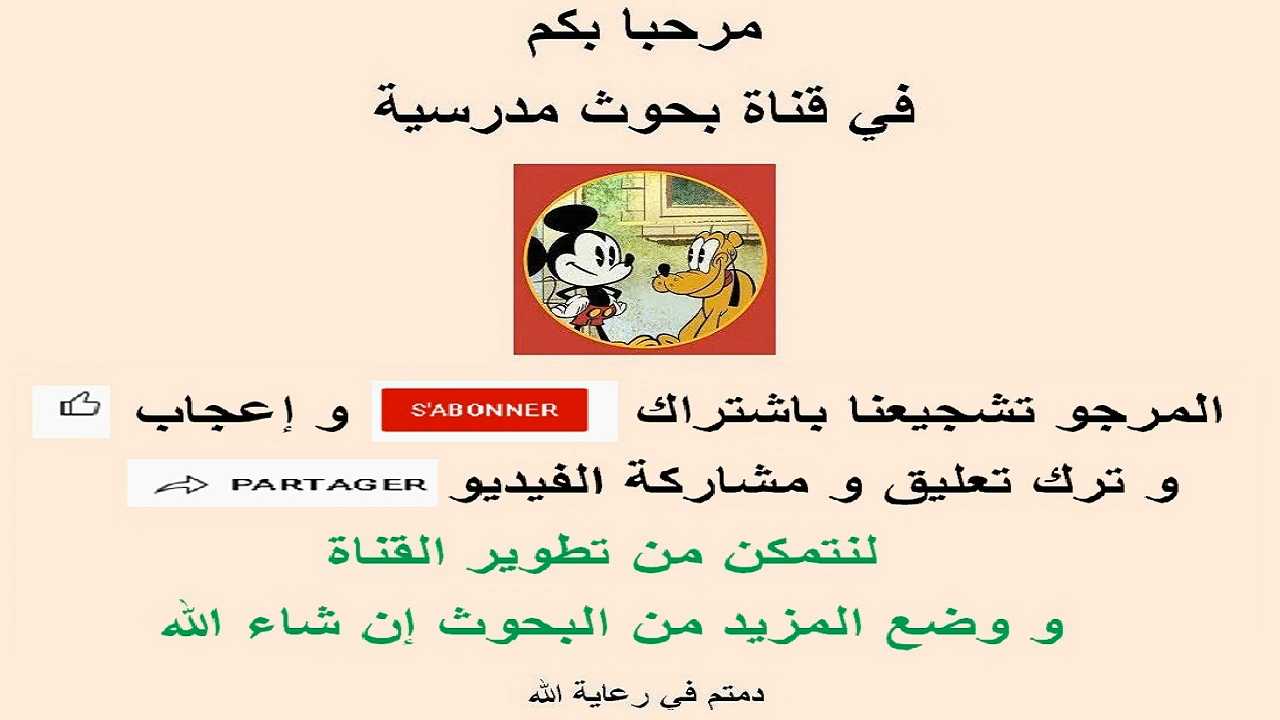 مرحبا بكم
في قناة بحوث مدرسية
المرجو تشجيعنا باشتراك S'ABONNER و إعجاب
و ترك تعليق و مشاركة الفيديو PARTAGER
لنتمكن من تطوير القناة
و وضع المزيد من البحوث إن شاء الله
دمتم في رعاية الله